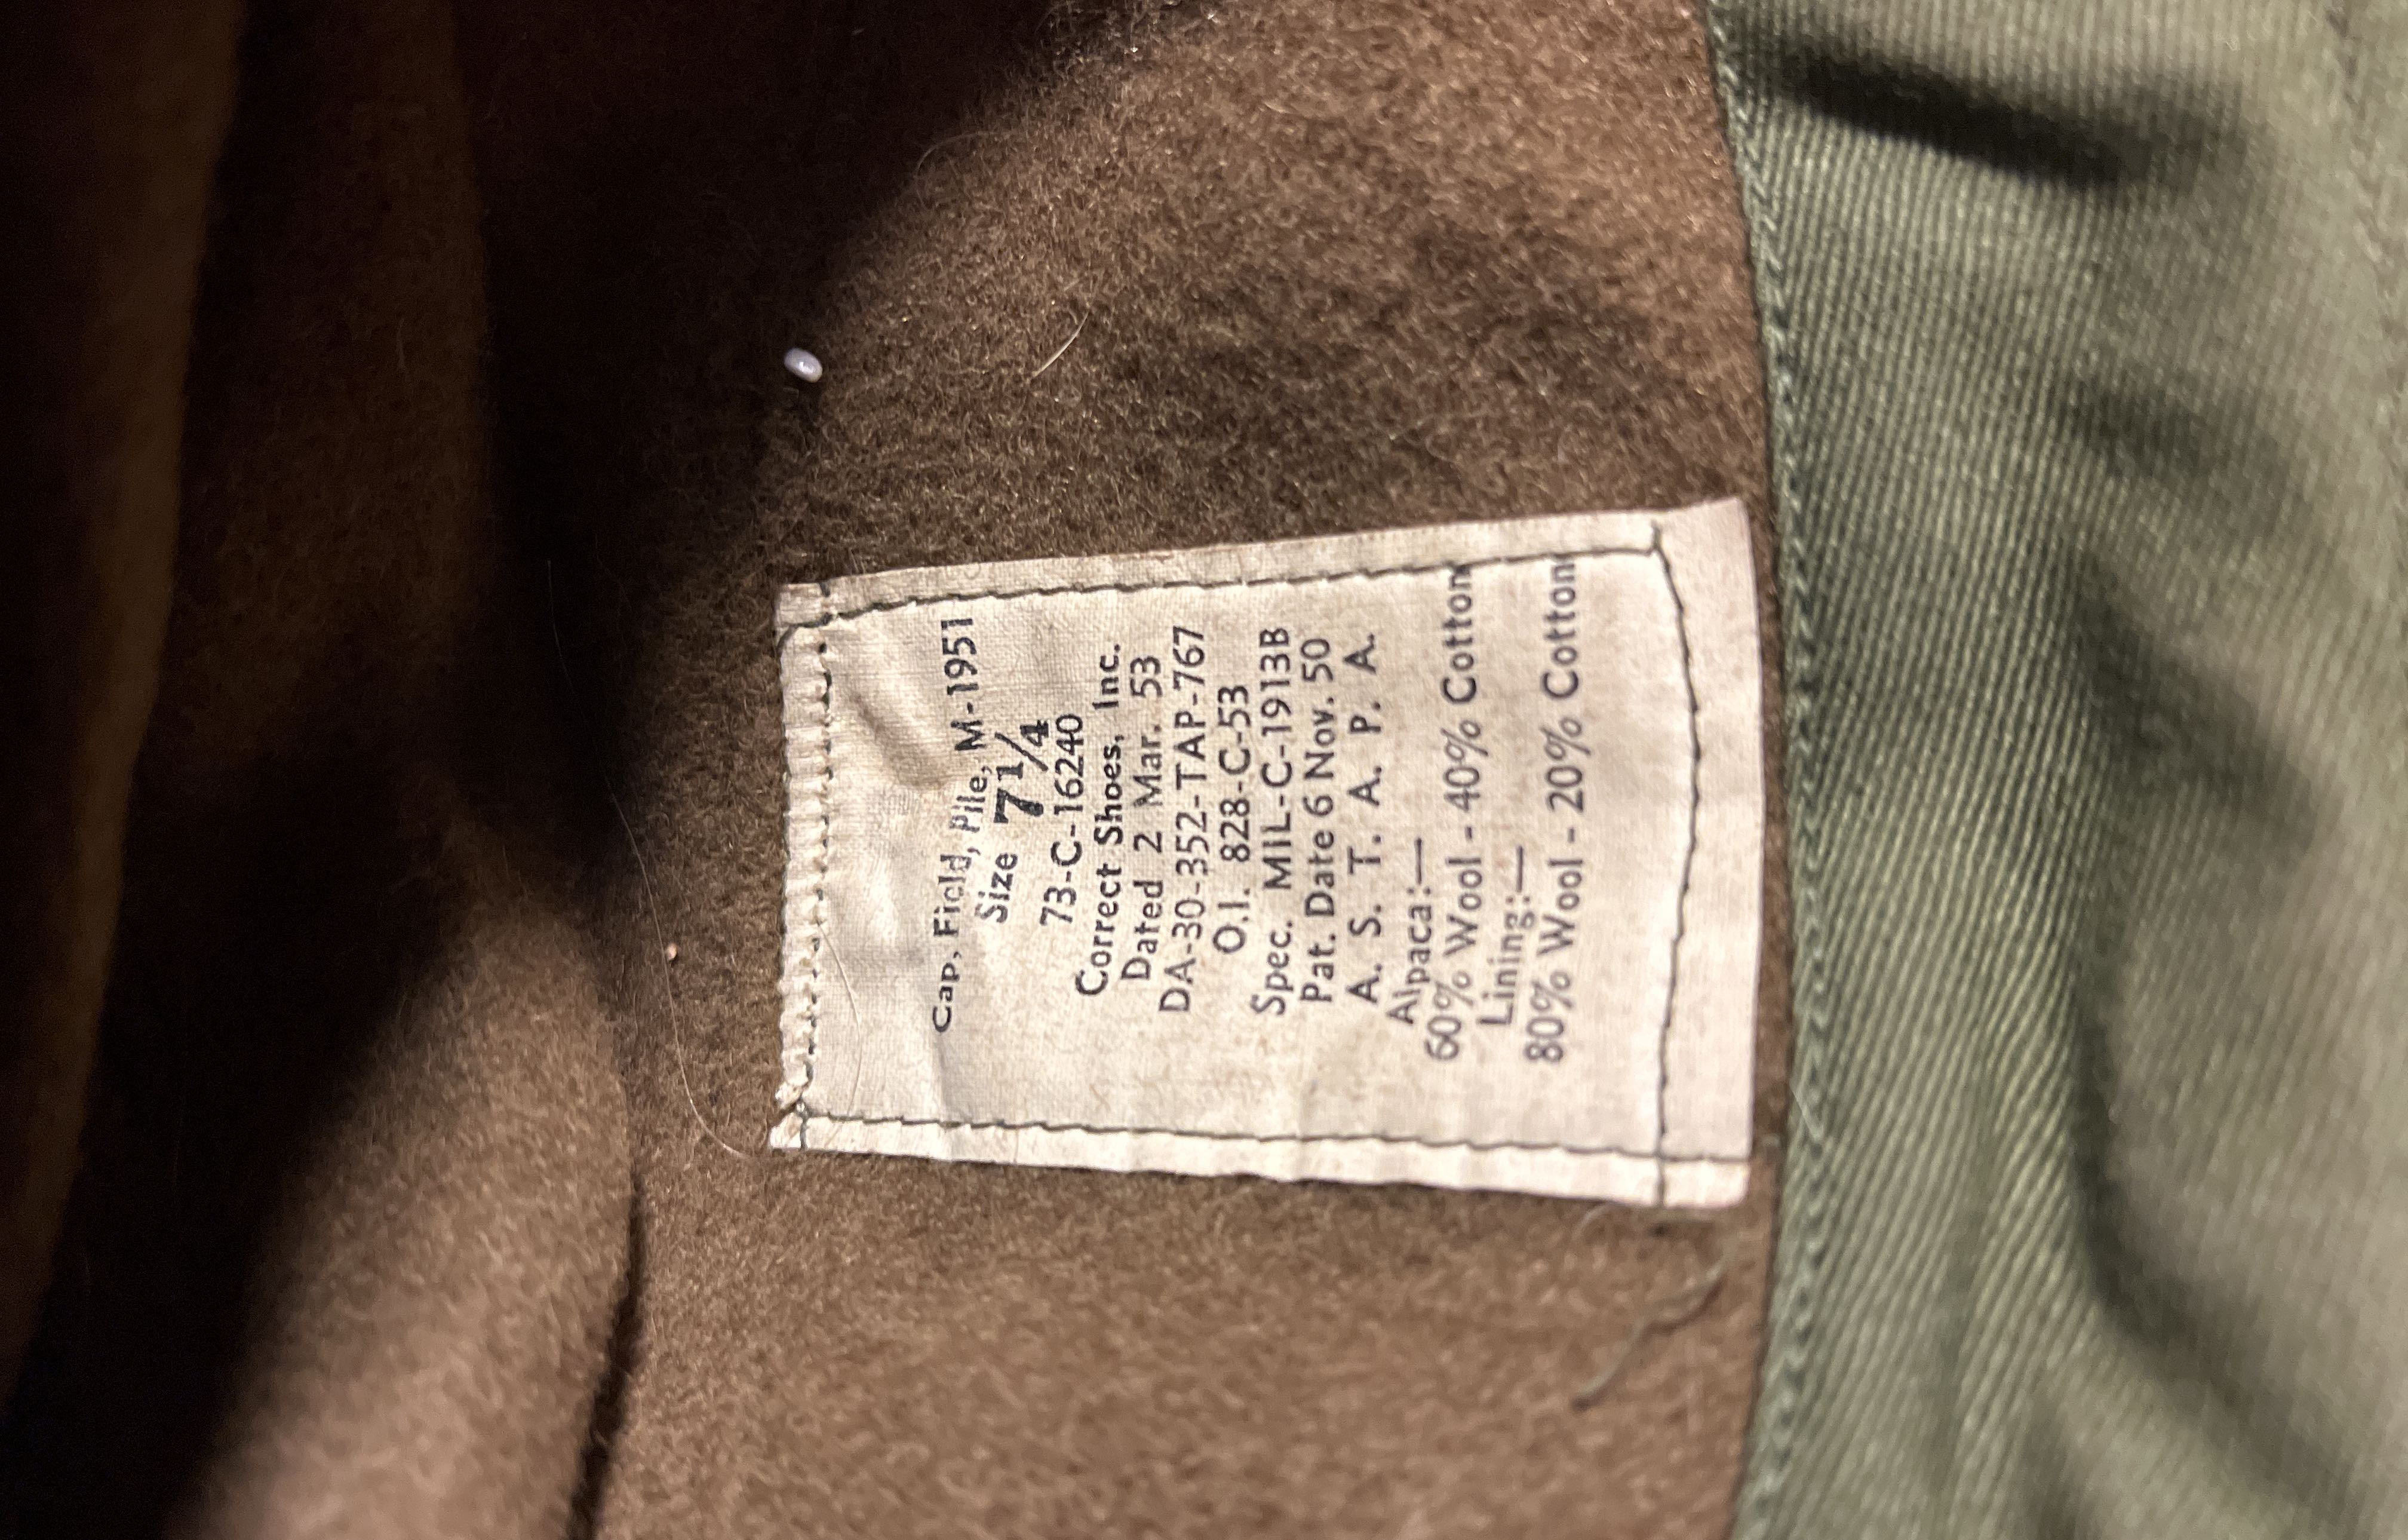 Cap, Field, Pile, M-1951
Size 7 1/4
73-C-16240
Correct Shoes, Inc.
Dated 2 Mar. 53
DA-30-352-TAP-767
O.I. 828-C-53
Spec. MIL-C-1913B
Pat. Date 6 Nov. 50
A. S. T. A. P. A.
Alpaca:—
60% Wool - 40% Cotton
Lining:—
80% Wool - 20% Cotton